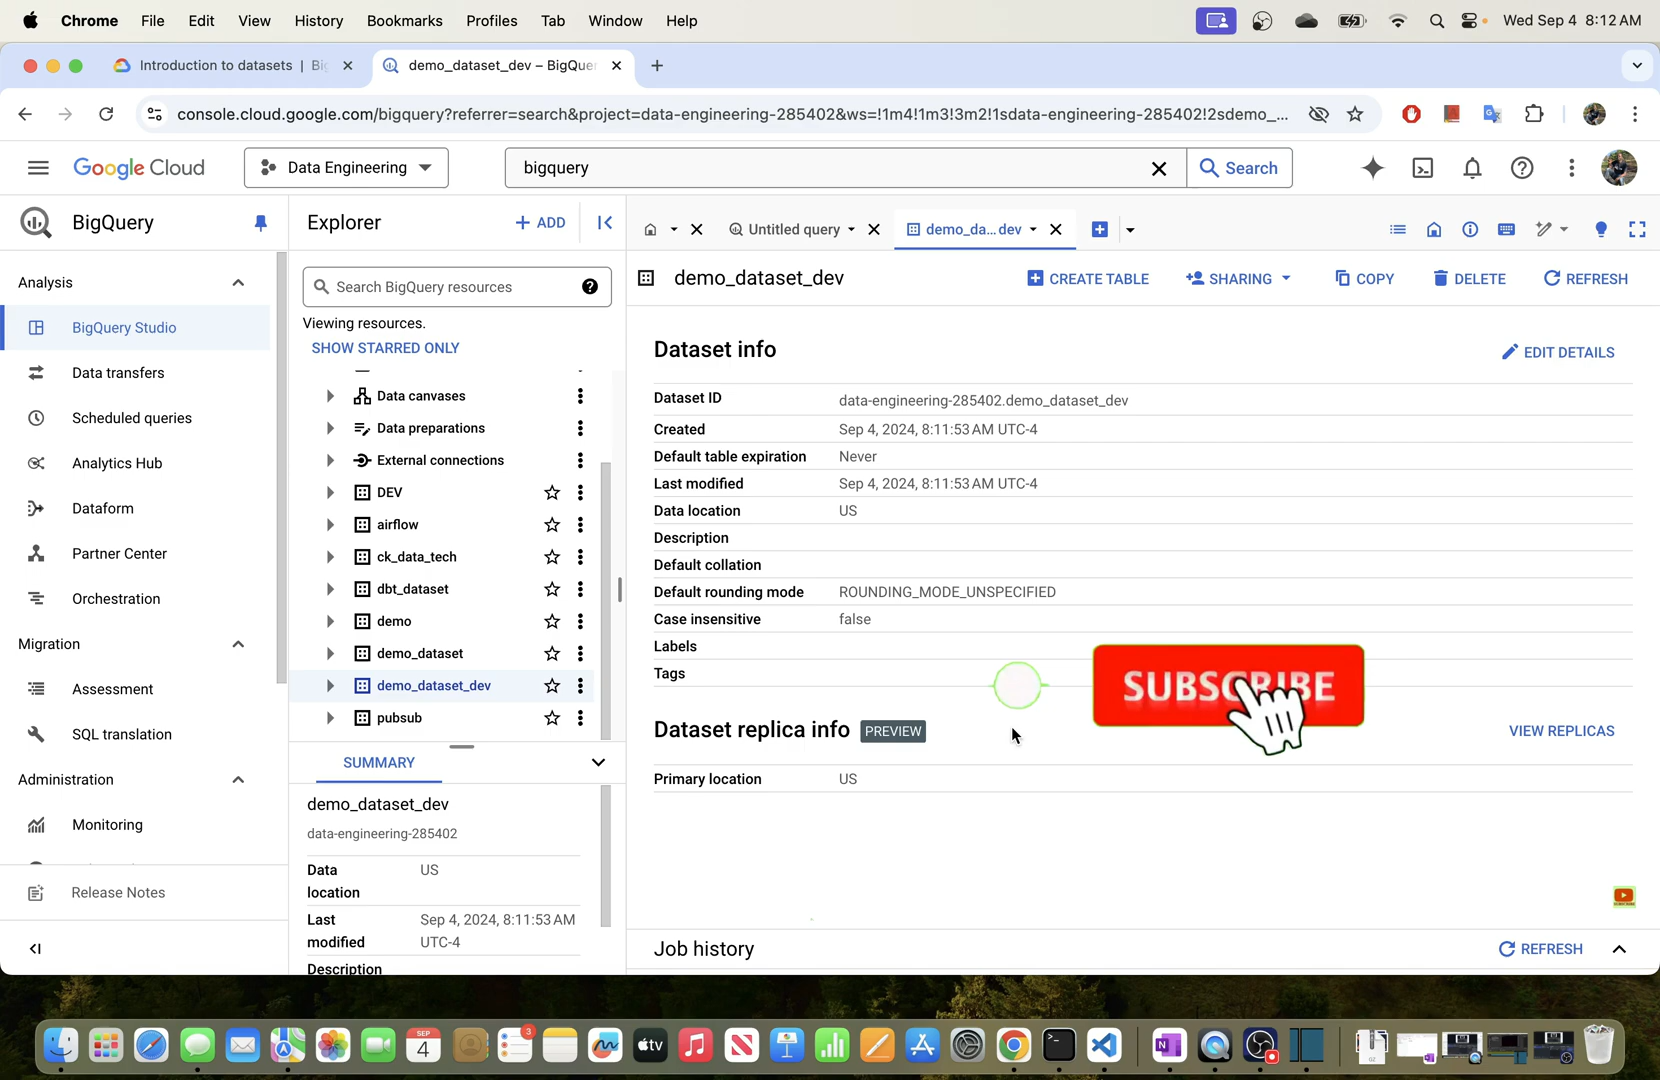 Chrome File Edit View History Bookmarks Profiles Tab Window Help Wed Sep 4 8:12 AM
Introduction to datasets | Bi demo_dataset_dev – BigQuer
console.cloud.google.com/bigquery?referrer=search&project=data-engineering-285402&ws=!1m4!1m3!3m2!1sdata-engineering-285402!2sdemo_...
Google Cloud Data Engineering bigquery Search
BigQuery
Analysis
BigQuery Studio
Data transfers
Scheduled queries
Analytics Hub
Dataform
Partner Center
Orchestration
Migration
Assessment
SQL translation
Administration
Monitoring
Release Notes
Explorer + ADD
Search BigQuery resources
Viewing resources.
SHOW STARRED ONLY
Data canvases
Data preparations
External connections
DEV
airflow
ck_data_tech
dbt_dataset
demo
demo_dataset
demo_dataset_dev
pubsub
SUMMARY
demo_dataset_dev
data-engineering-285402
Data location US
Last modified Sep 4, 2024, 8:11:53 AM UTC-4
Description
Untitled query demo_da...dev
demo_dataset_dev CREATE TABLE SHARING COPY DELETE REFRESH
Dataset info EDIT DETAILS
Dataset ID data-engineering-285402.demo_dataset_dev
Created Sep 4, 2024, 8:11:53 AM UTC-4
Default table expiration Never
Last modified Sep 4, 2024, 8:11:53 AM UTC-4
Data location US
Description
Default collation
Default rounding mode ROUNDING_MODE_UNSPECIFIED
Case insensitive false
Labels
Tags
SUBSCRIBE
Dataset replica info PREVIEW VIEW REPLICAS
Primary location US
Job history REFRESH
SEP
4
3
tv